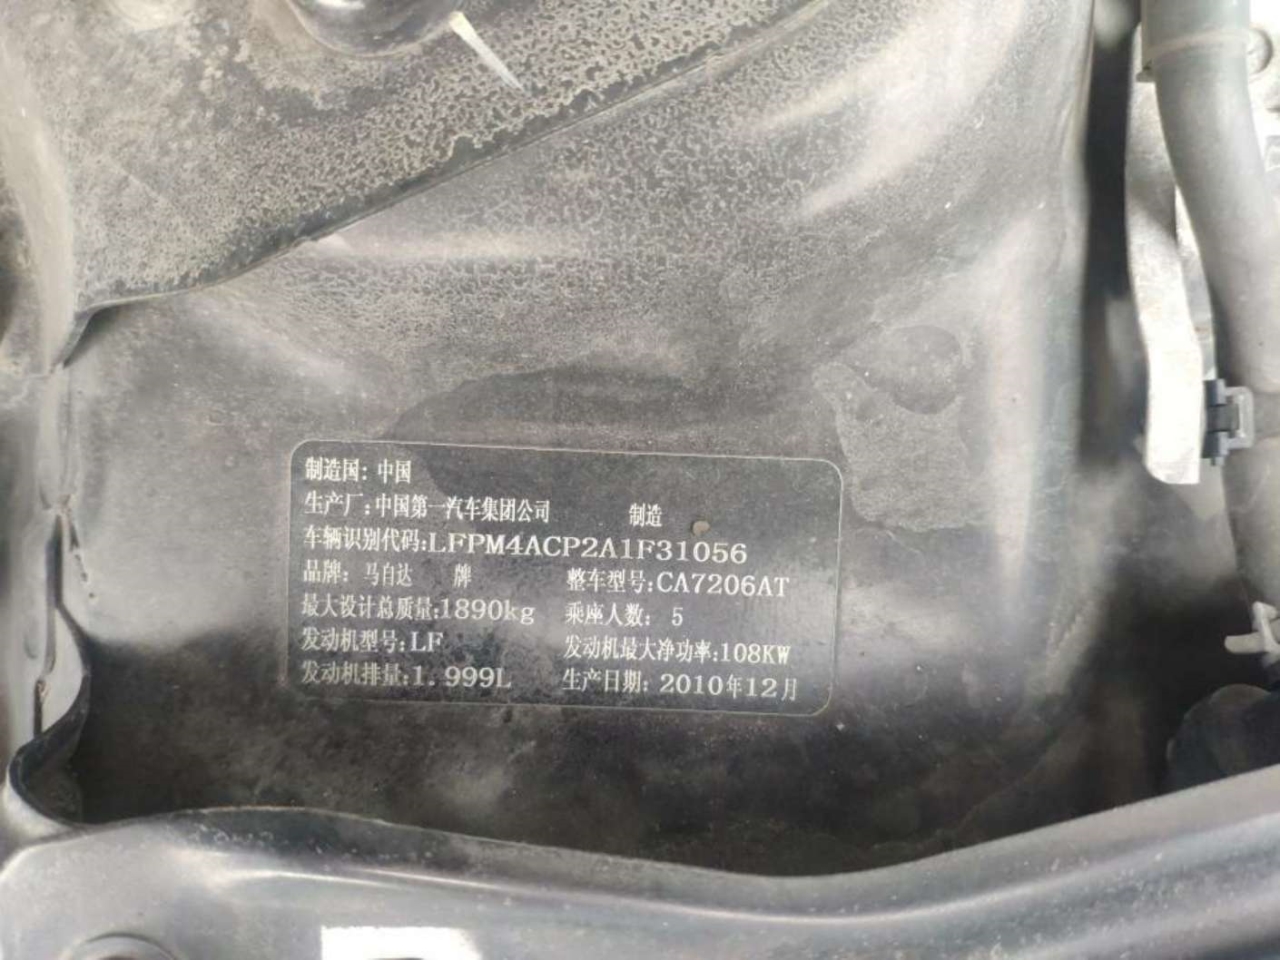 制造国: 中国
生产厂:中国第一汽车集团公司 制造
车辆识别代码:LFPM4ACP2A1F31056
品牌: 马自达 牌 整车型号:CA7206AT
最大设计总质量:1890kg 乘座人数: 5
发动机型号:LF 发动机最大净功率:108KW
发动机排量:1.999L 生产日期: 2010年12月